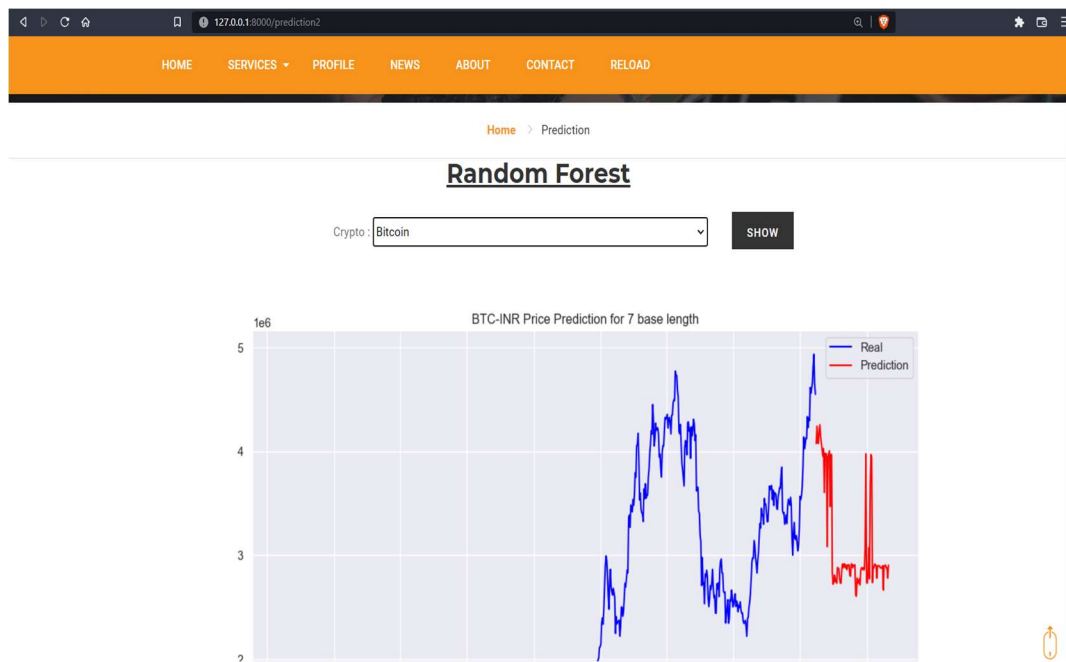 127.0.0.1:8000/prediction2
HOME SERVICES PROFILE NEWS ABOUT CONTACT RELOAD
Home > Prediction
Random Forest
Crypto : Bitcoin SHOW
BTC-INR Price Prediction for 7 base length
1e6
Real
Prediction
5
4
3
2